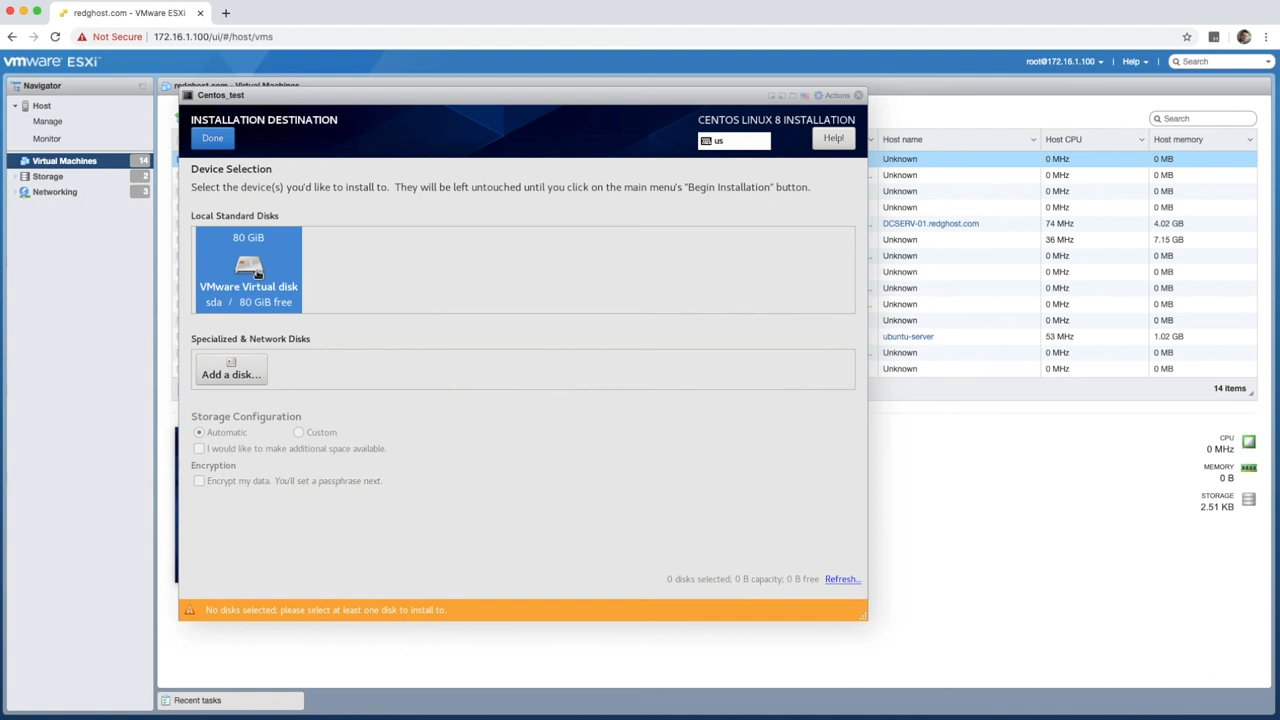 redghost.com - VMware ESXi
Not Secure
172.16.1.100/ui/#/host/vms
vmware ESXi
root@172.16.1.100
Help
Search
Navigator
redghost.com - Virtual Machines
Host
Manage
Monitor
Virtual Machines
14
Storage
2
Networking
3
Centos_test
Actions
INSTALLATION DESTINATION
CENTOS LINUX 8 INSTALLATION
Done
us
Help!
Device Selection
Select the device(s) you'd like to install to. They will be left untouched until you click on the main menu's "Begin Installation" button.
Local Standard Disks
80 GiB
VMware Virtual disk
sda / 80 GiB free
Specialized & Network Disks
Add a disk...
Storage Configuration
Automatic
Custom
I would like to make additional space available.
Encryption
Encrypt my data. You'll set a passphrase next.
0 disks selected; 0 B capacity; 0 B free
Refresh...
No disks selected; please select at least one disk to install to.
Search
Host name
Host CPU
Host memory
Unknown 0 MHz 0 MB
Unknown 0 MHz 0 MB
Unknown 0 MHz 0 MB
Unknown 0 MHz 0 MB
DCSERV-01.redghost.com 74 MHz 4.02 GB
Unknown 36 MHz 7.15 GB
Unknown 0 MHz 0 MB
Unknown 0 MHz 0 MB
Unknown 0 MHz 0 MB
Unknown 0 MHz 0 MB
Unknown 0 MHz 0 MB
ubuntu-server 53 MHz 1.02 GB
Unknown 0 MHz 0 MB
Unknown 0 MHz 0 MB
14 items
CPU
0 MHz
MEMORY
0 B
STORAGE
2.51 KB
Recent tasks